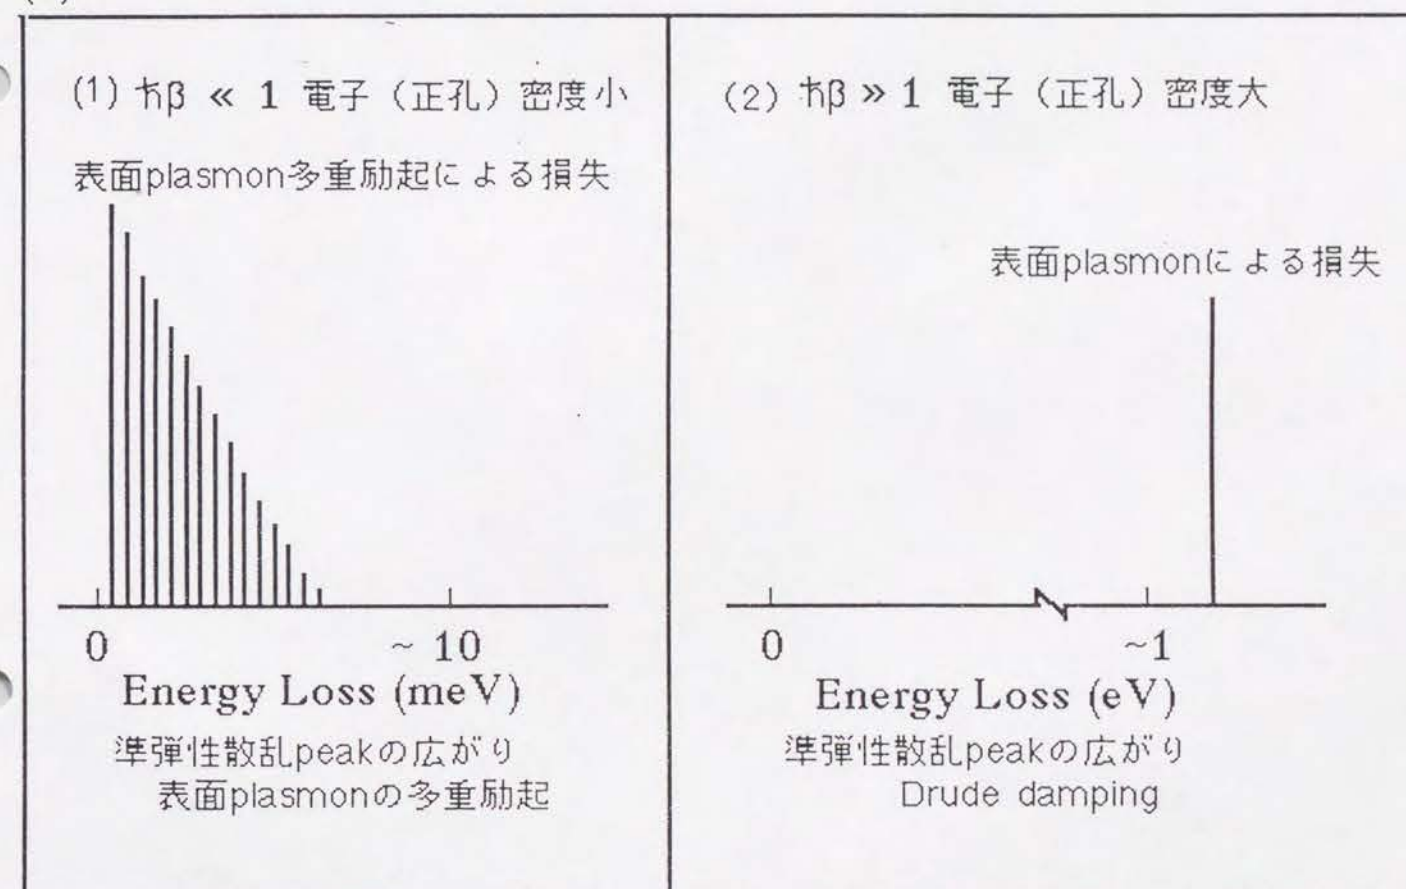 (1) ℏβ ≪ 1 電子（正孔）密度小
表面plasmon多重励起による損失
0
~ 10
Energy Loss (meV)
準弾性散乱peakの広がり
表面plasmonの多重励起
(2) ℏβ ≫ 1 電子（正孔）密度大
表面plasmonによる損失
0
~1
Energy Loss (eV)
準弾性散乱peakの広がり
Drude damping